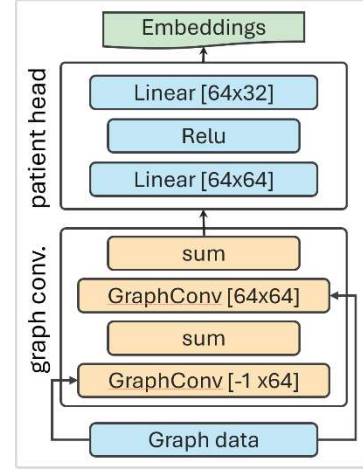 Embeddings
patient head
Linear [64x32]
Relu
Linear [64x64]
graph conv.
sum
GraphConv [64x64]
sum
GraphConv [-1 x64]
Graph data